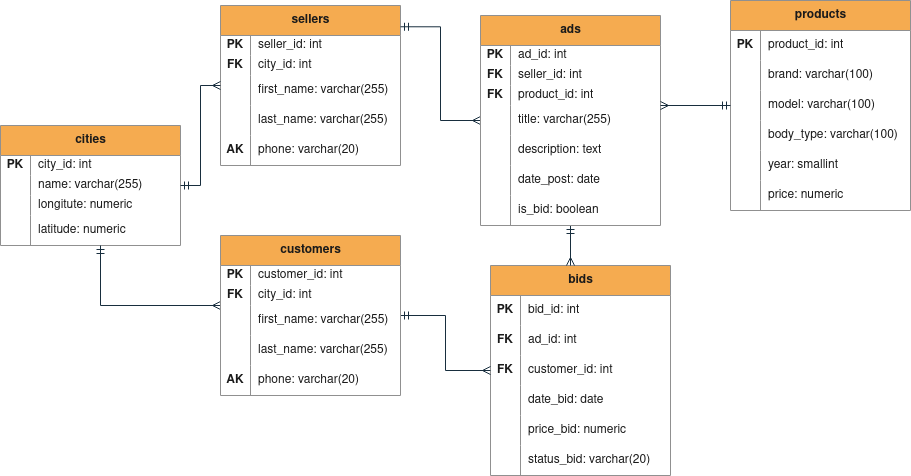 cities
PK city_id: int
name: varchar(255)
longitute: numeric
latitude: numeric
sellers
PK seller_id: int
FK city_id: int
first_name: varchar(255)
last_name: varchar(255)
AK phone: varchar(20)
customers
PK customer_id: int
FK city_id: int
first_name: varchar(255)
last_name: varchar(255)
AK phone: varchar(20)
ads
PK ad_id: int
FK seller_id: int
FK product_id: int
title: varchar(255)
description: text
date_post: date
is_bid: boolean
bids
PK bid_id: int
FK ad_id: int
FK customer_id: int
date_bid: date
price_bid: numeric
status_bid: varchar(20)
products
PK product_id: int
brand: varchar(100)
model: varchar(100)
body_type: varchar(100)
year: smallint
price: numeric